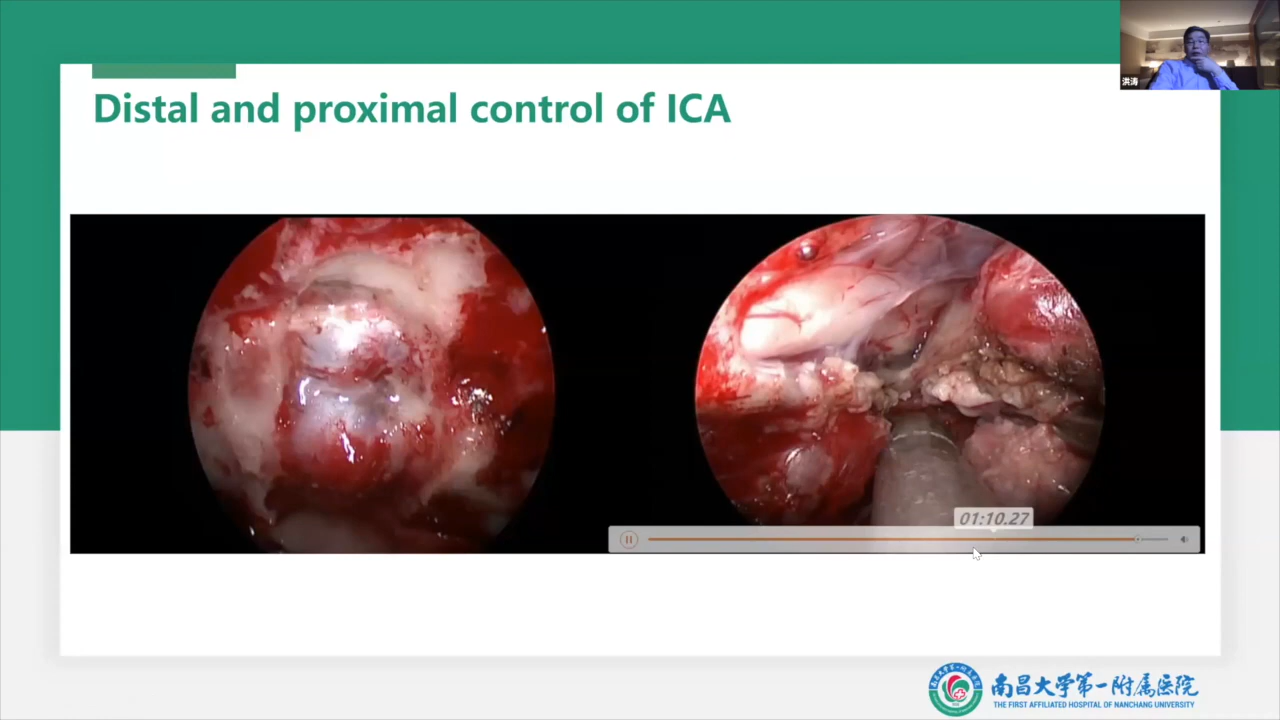 洪涛
Distal and proximal control of ICA
01:10.27
南昌大学第一附属医院
THE FIRST AFFILIATED HOSPITAL OF NANCHANG UNIVERSITY